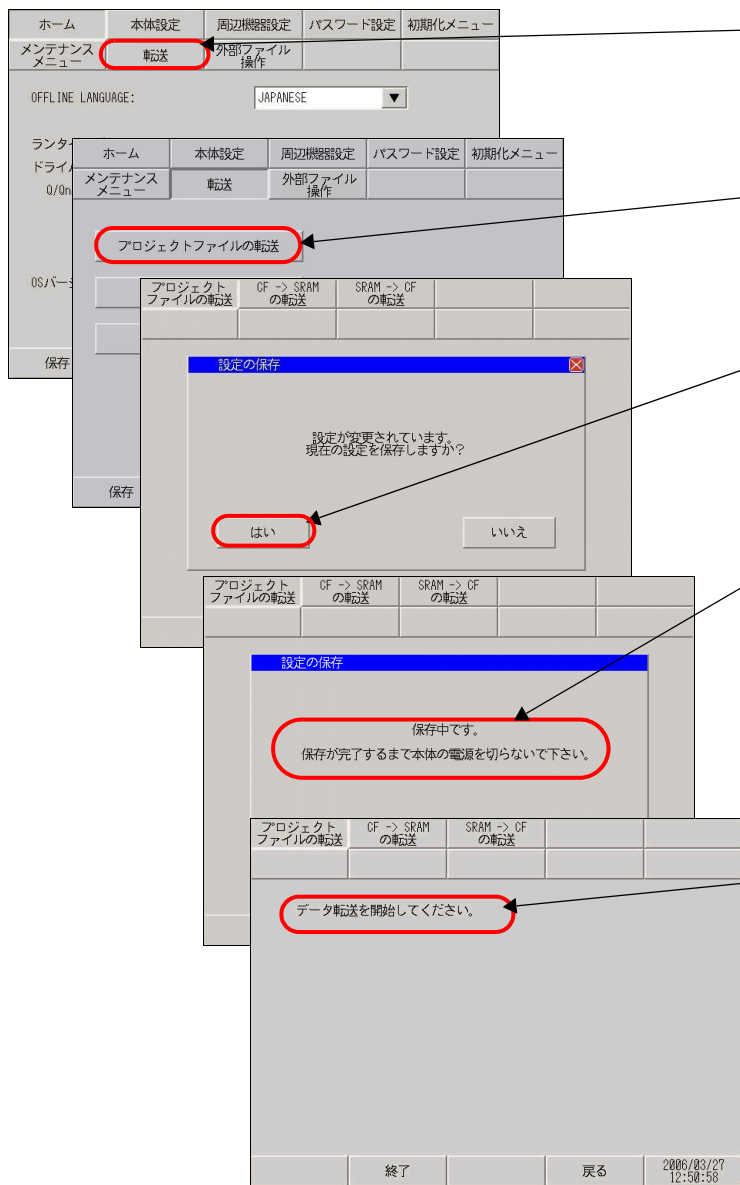 ホーム 本体設定 周辺機器設定 パスワード設定 初期化メニュー
メンテナンス
メニュー 転送 外部ファイル
操作
OFFLINE LANGUAGE: JAPANESE
ランタ
ドライ
Q/Qn
OSバージ
保存
ホーム 本体設定 周辺機器設定 パスワード設定 初期化メニュー
メンテナンス
メニュー 転送 外部ファイル
操作
プロジェクトファイルの転送
保存
プロジェクト
ファイルの転送 CF -> SRAM
の転送 SRAM -> CF
の転送
設定の保存
設定が変更されています。
現在の設定を保存しますか?
はい いいえ
プロジェクト
ファイルの転送 CF -> SRAM
の転送 SRAM -> CF
の転送
設定の保存
保存中です。
保存が完了するまで本体の電源を切らないで下さい。
プロジェクト
ファイルの転送 CF -> SRAM
の転送 SRAM -> CF
の転送
データ転送を開始してください。
終了 戻る 2006/03/27
12:50:58